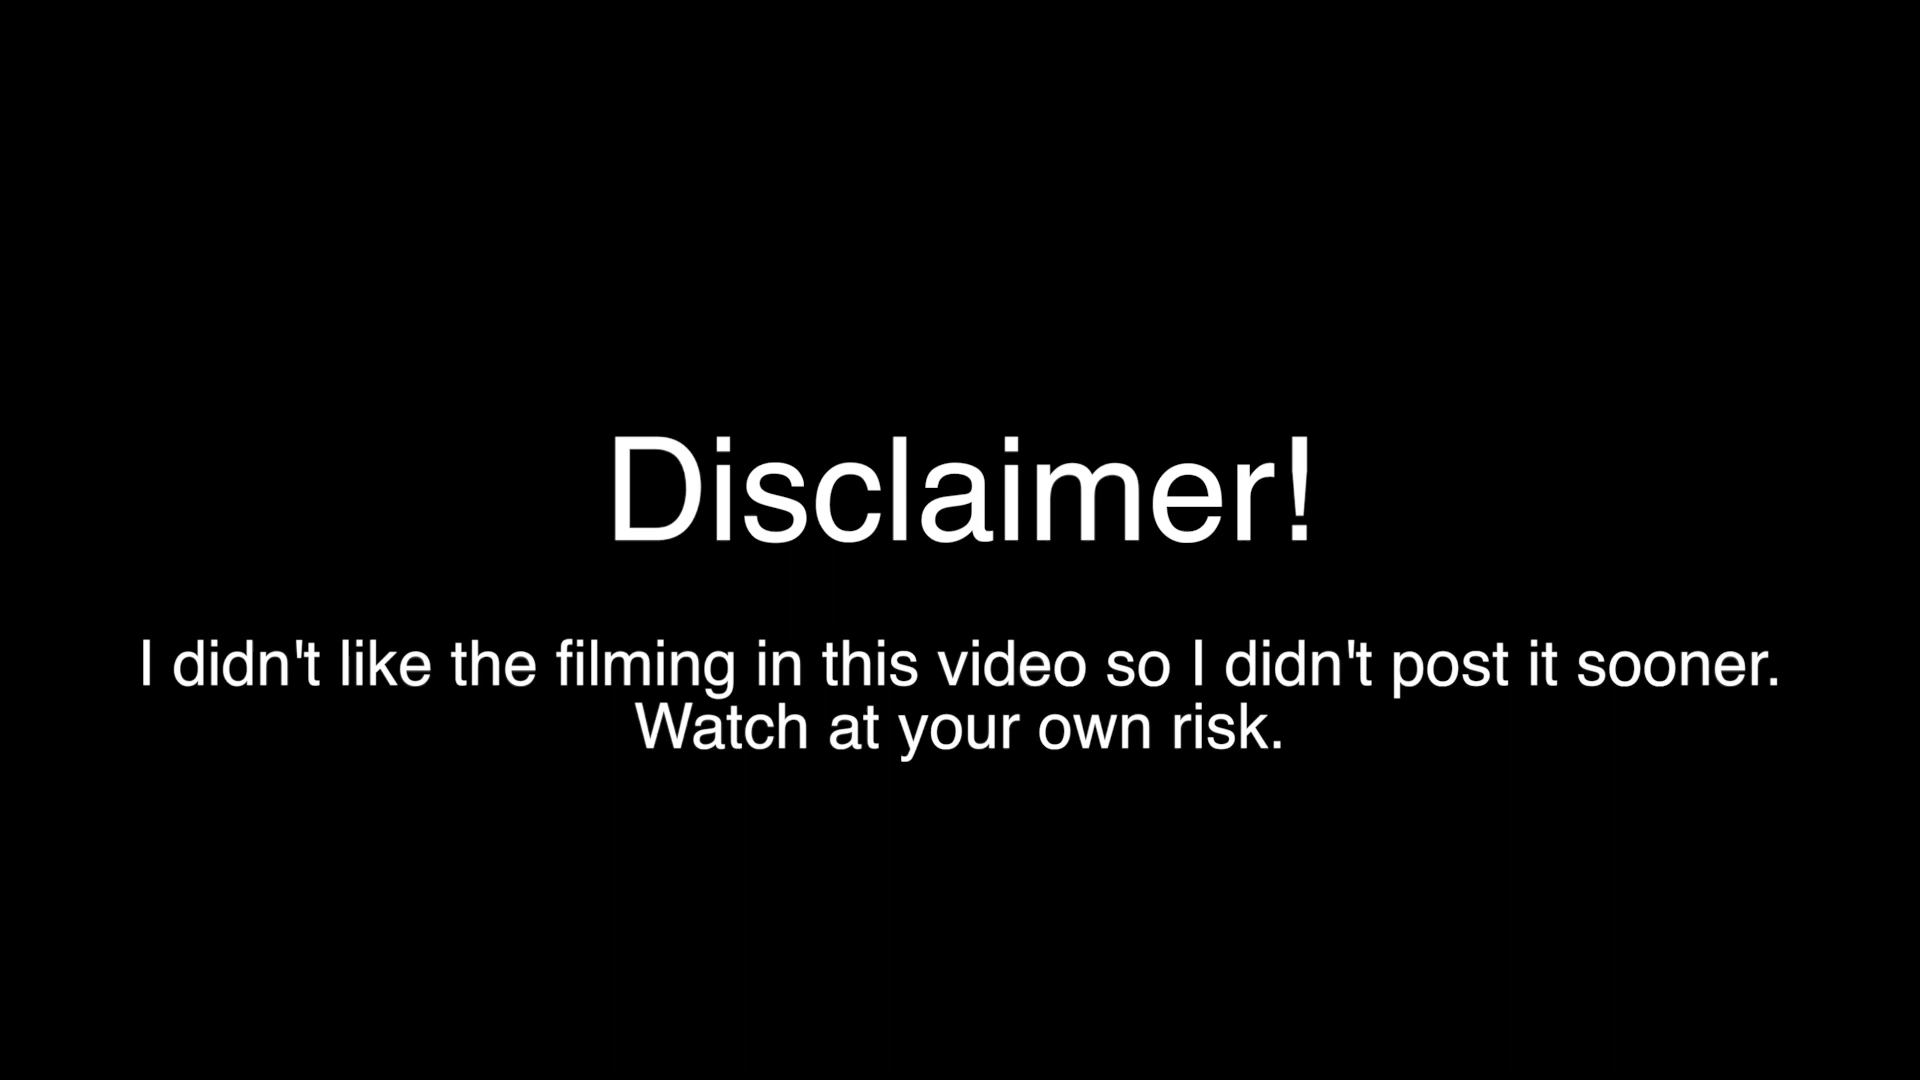 Disclaimer!
I didn't like the filming in this video so I didn't post it sooner.
Watch at your own risk.